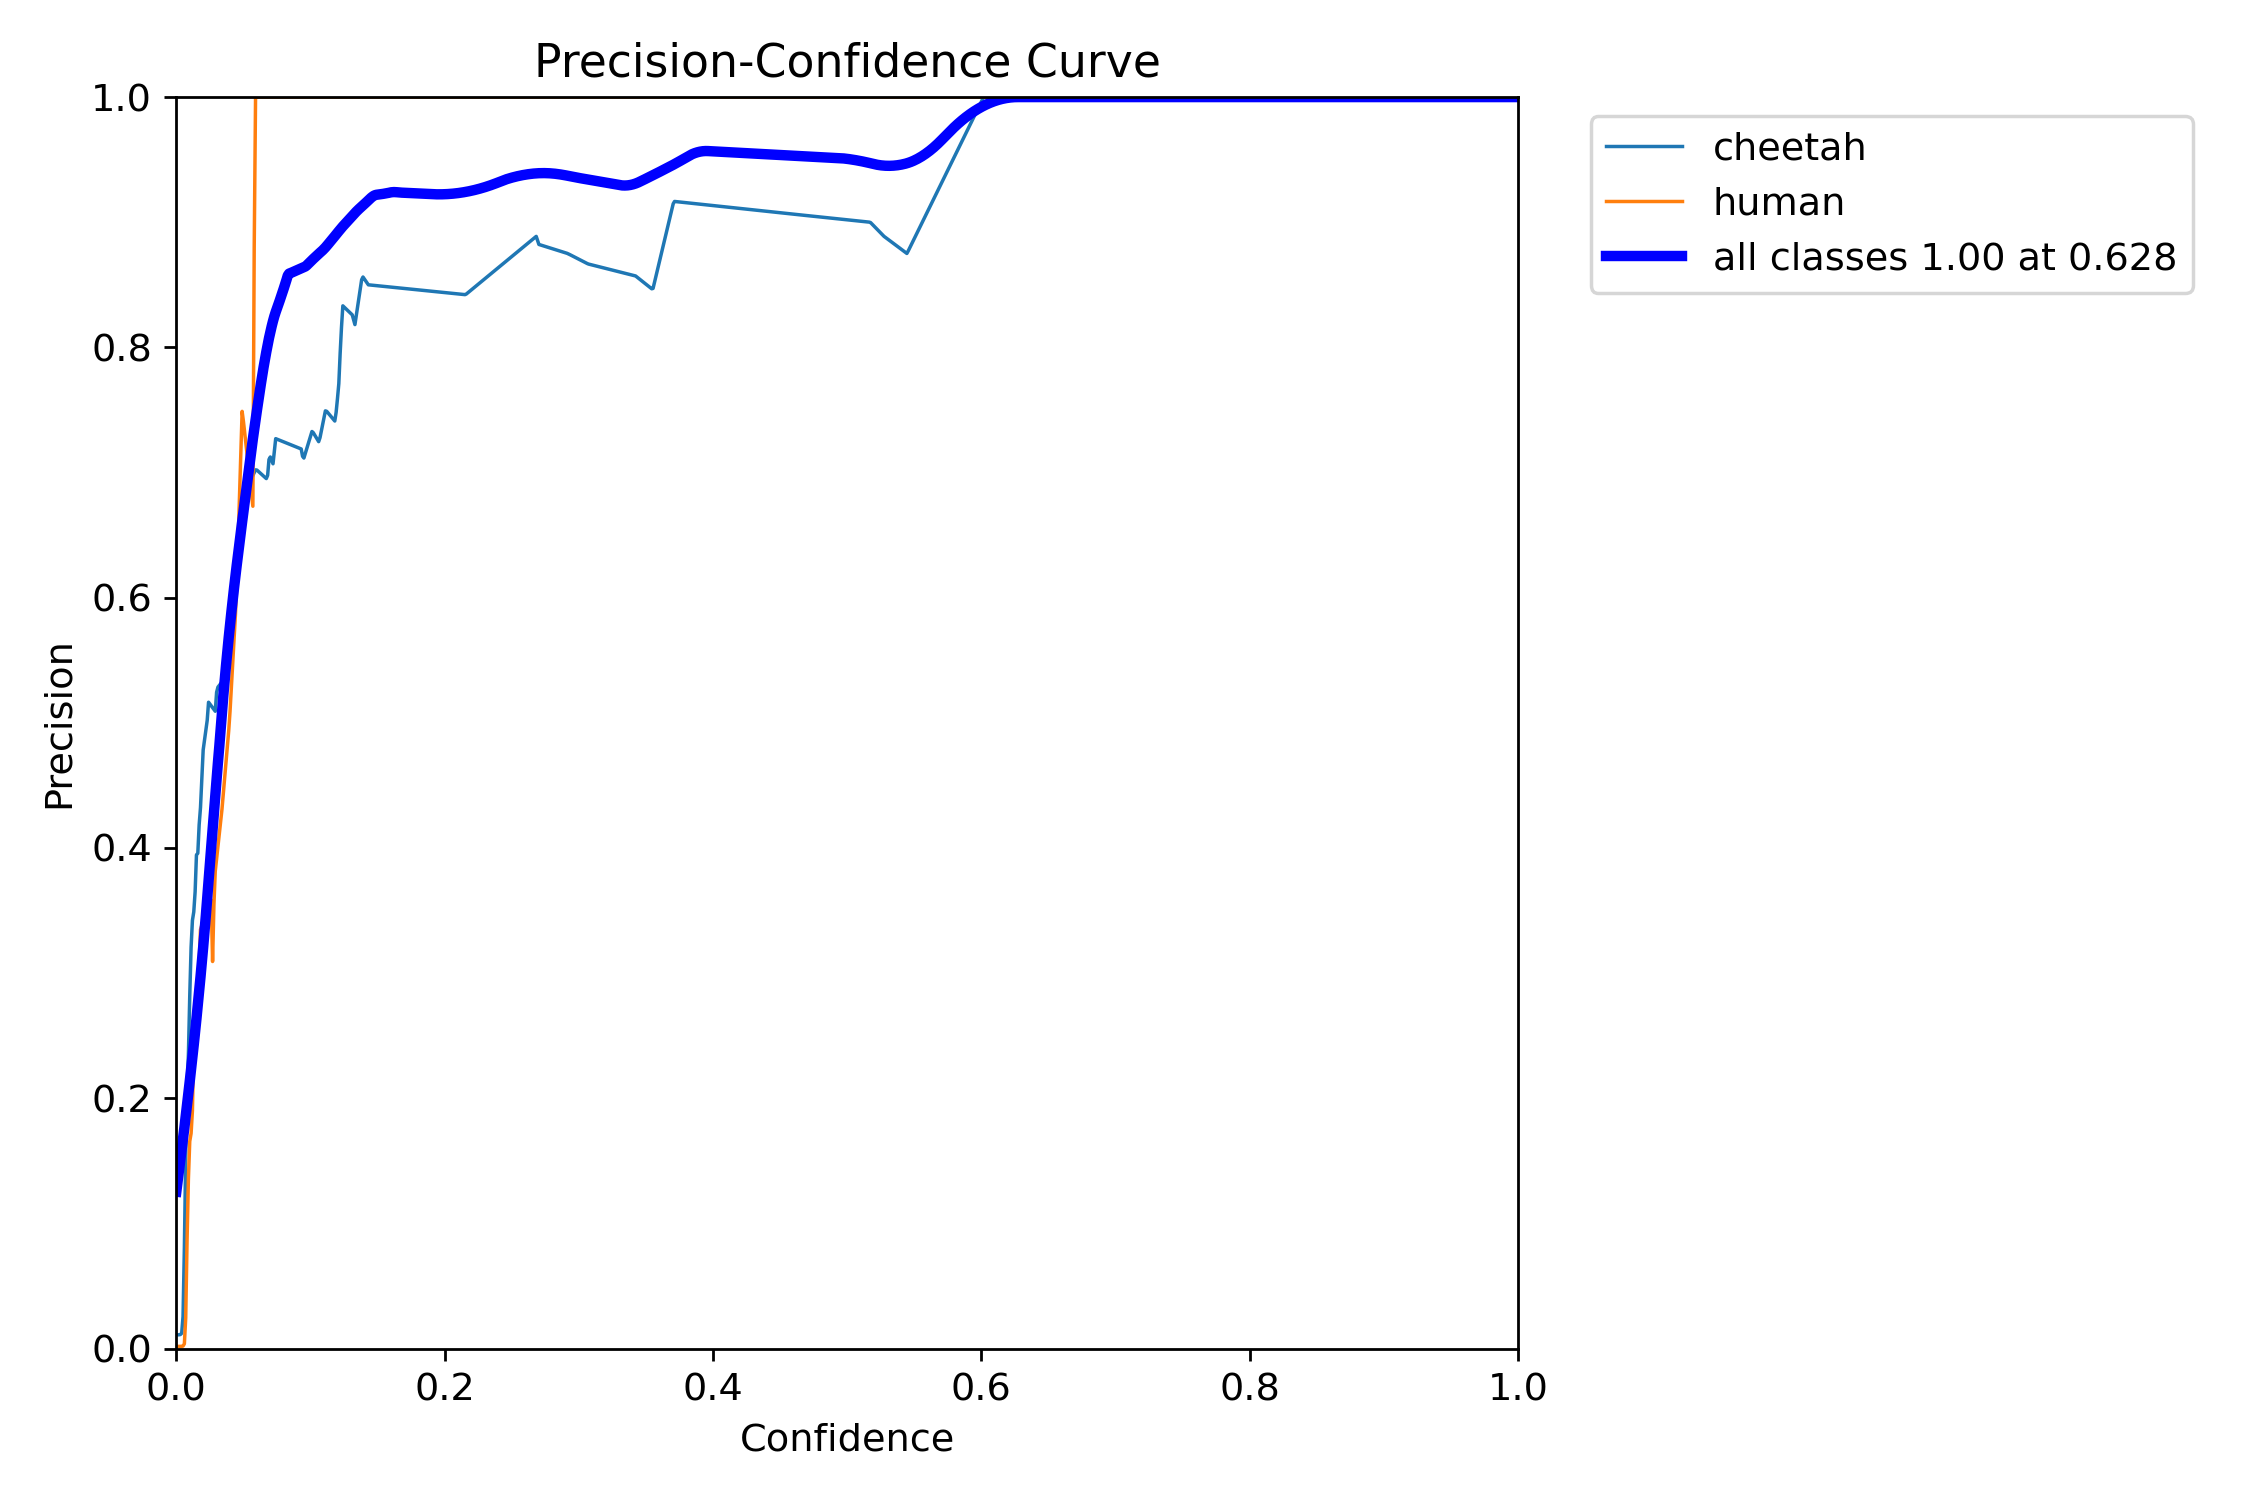 Precision-Confidence Curve
1.0
0.8
0.6
0.4
0.2
0.0
Precision
0.0 0.2 0.4 0.6 0.8 1.0
Confidence
cheetah
human
all classes 1.00 at 0.628